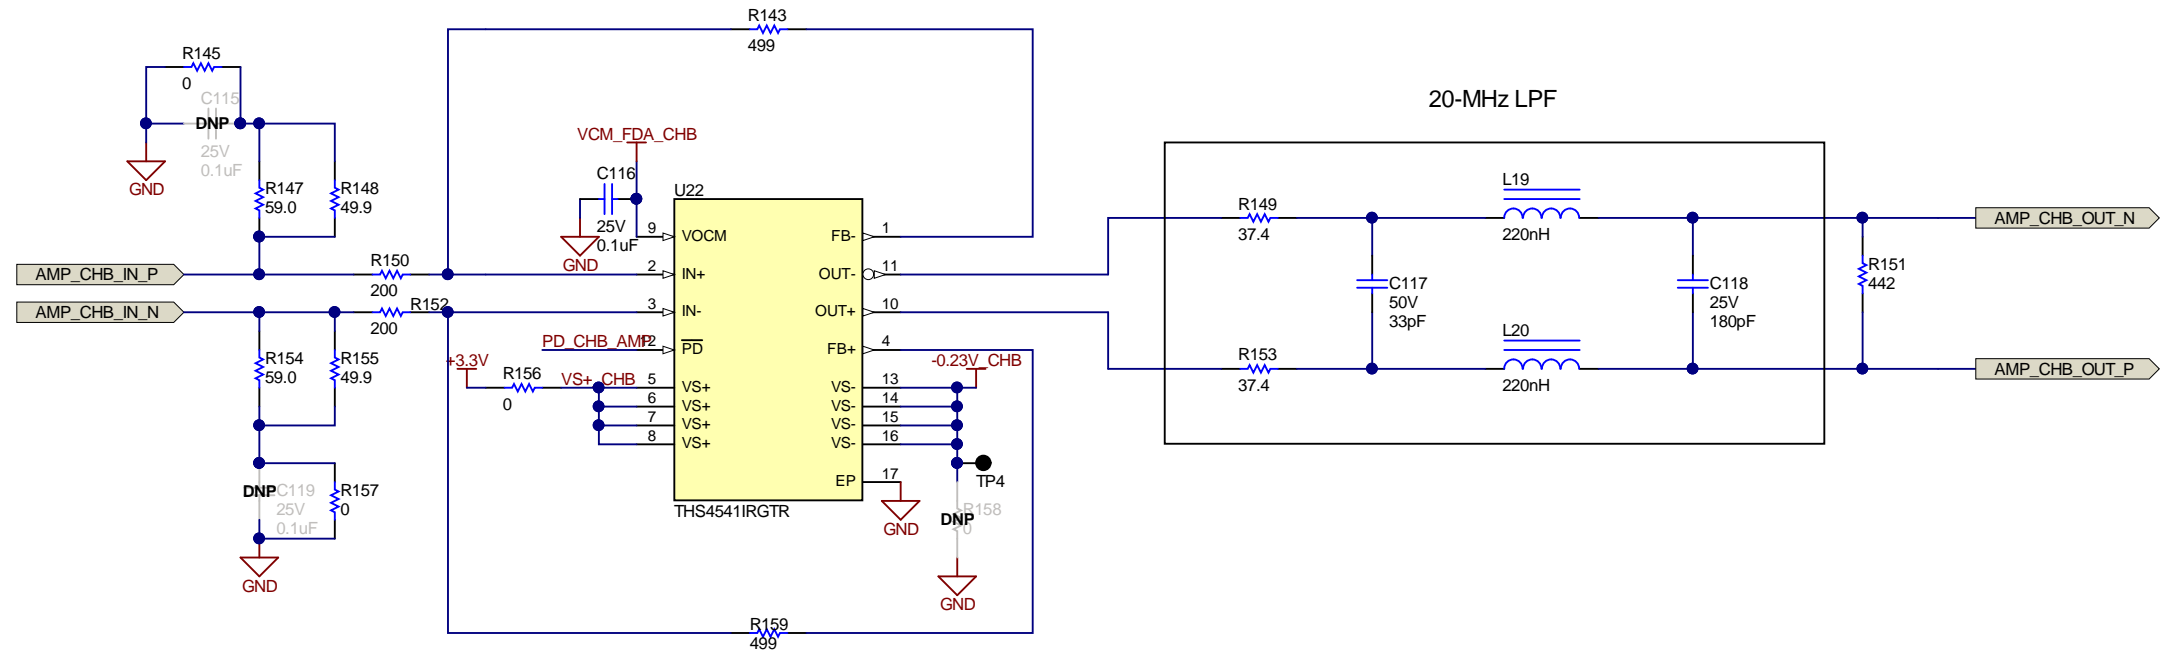 R143
499
R145
0
C115
DNP
25V
0.1uF
GND
R147
59.0
R148
49.9
AMP_CHB_IN_P
R150
200
AMP_CHB_IN_N
R152
200
R154
59.0
R155
49.9
DNP
C119
25V
0.1uF
R157
0
GND
VCM_FDA_CHB
C116
25V
0.1uF
GND
PD_CHB_AMP
+3.3V
R156
0
VS+_CHB
U22
9 VOCM
2 IN+
3 IN-
12 PD
5 VS+
6 VS+
7 VS+
8 VS+
FB- 1
OUT- 11
OUT+ 10
FB+ 4
VS- 13
VS- 14
VS- 15
VS- 16
EP 17
THS4541IRGTR
-0.23V_CHB
GND
TP4
DNP
R158
0
GND
R159
499
20-MHz LPF
R149
37.4
R153
37.4
C117
50V
33pF
L19
220nH
L20
220nH
C118
25V
180pF
R151
442
AMP_CHB_OUT_N
AMP_CHB_OUT_P